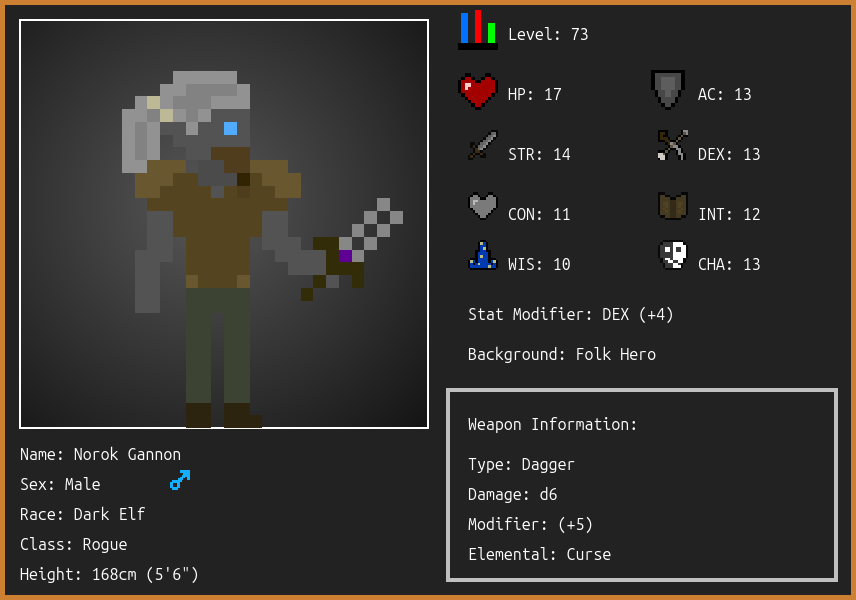 Level: 73
HP: 17
AC: 13
STR: 14
DEX: 13
CON: 11
INT: 12
WIS: 10
CHA: 13
Stat Modifier: DEX (+4)
Background: Folk Hero
Weapon Information:
Type: Dagger
Damage: d6
Modifier: (+5)
Elemental: Curse
Name: Norok Gannon
Sex: Male
Race: Dark Elf
Class: Rogue
Height: 168cm (5'6")